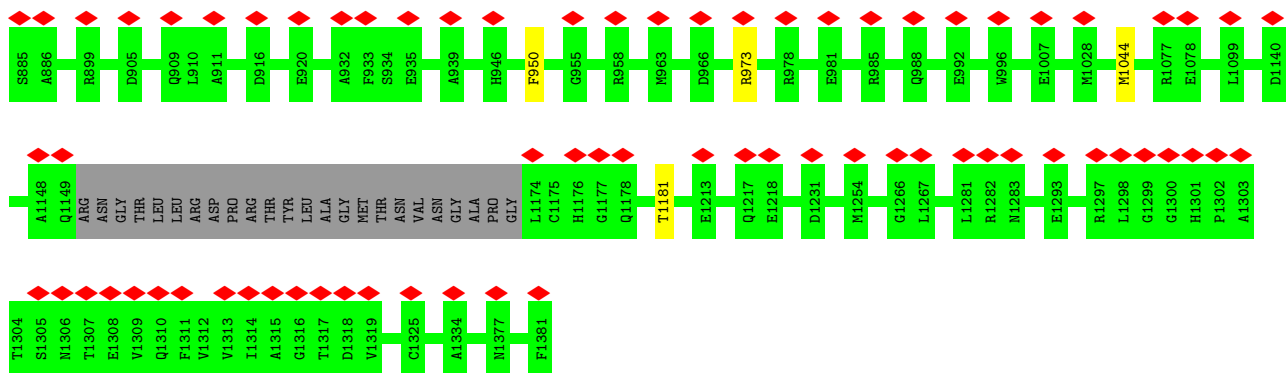 S885 A886 R899 D905 Q909 L910 A911 D916 E920 A932 F933 S934 E935 A939 H946 F950 G955 R958 M963 D966 R973 R978 E981 R985 Q988 E992 W996 E1007 M1028 M1044 R1077 E1078 L1099 D1140
A1148 Q1149 ARG ASN GLY THR LEU LEU ARG ASP PRO ARG THR TYR LEU ALA GLY MET THR ASN VAL ASN GLY ALA PRO GLY L1174 C1175 H1176 G1177 Q1178 T1181 E1213 Q1217 E1218 D1231 M1254 G1266 L1267 L1281 R1282 N1283 E1293 R1297 L1298 G1299 G1300 H1301 P1302 A1303
T1304 S1305 N1306 T1307 E1308 V1309 Q1310 F1311 V1312 V1313 I1314 A1315 G1316 T1317 D1318 V1319 C1325 A1334 N1377 F1381